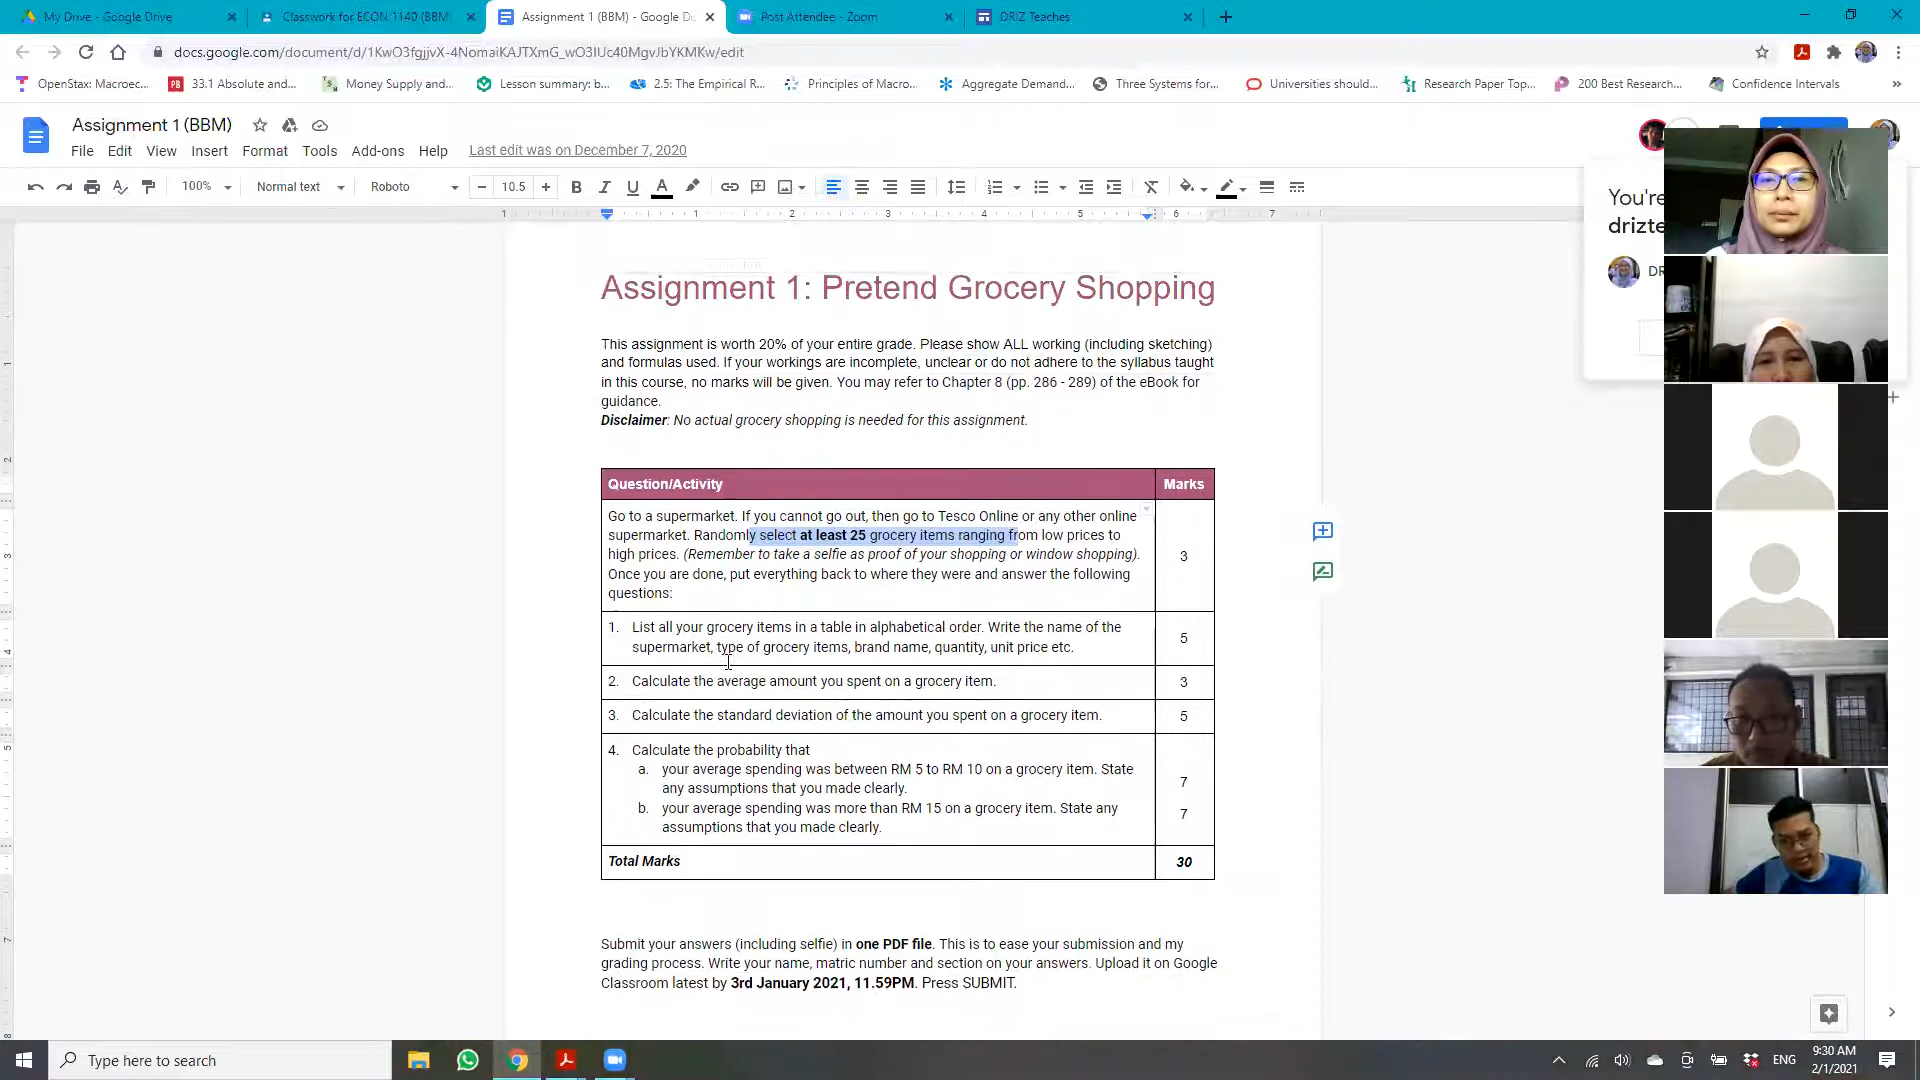 My Drive - Google Drive
Classwork for ECON 1140 (BBM
Assignment 1 (BBM) - Google Do
Post Attendee - Zoom
DRIZ Teaches
docs.google.com/document/d/1KwO3fgjjvX-4NomaiKAJTXmG_wO3IUc40MgvJbYKMKw/edit
OpenStax: Macroec...
33.1 Absolute and...
Money Supply and...
Lesson summary: b...
2.5: The Empirical R...
Principles of Macro...
Aggregate Demand...
Three Systems for...
Universities should...
Research Paper Top...
200 Best Research...
Confidence Intervals
Assignment 1 (BBM)
File Edit View Insert Format Tools Add-ons Help Last edit was on December 7, 2020
100% Normal text Roboto 10.5
You're
drizte
Assignment 1: Pretend Grocery Shopping
This assignment is worth 20% of your entire grade. Please show ALL working (including sketching)
and formulas used. If your workings are incomplete, unclear or do not adhere to the syllabus taught
in this course, no marks will be given. You may refer to Chapter 8 (pp. 286 - 289) of the eBook for
guidance.
Disclaimer: No actual grocery shopping is needed for this assignment.
Question/Activity Marks
Go to a supermarket. If you cannot go out, then go to Tesco Online or any other online
supermarket. Randomly select at least 25 grocery items ranging from low prices to
high prices. (Remember to take a selfie as proof of your shopping or window shopping).
Once you are done, put everything back to where they were and answer the following
questions:
3
1. List all your grocery items in a table in alphabetical order. Write the name of the
supermarket, type of grocery items, brand name, quantity, unit price etc.
5
2. Calculate the average amount you spent on a grocery item.
3
3. Calculate the standard deviation of the amount you spent on a grocery item.
5
4. Calculate the probability that
a. your average spending was between RM 5 to RM 10 on a grocery item. State
any assumptions that you made clearly.
7
b. your average spending was more than RM 15 on a grocery item. State any
assumptions that you made clearly.
7
Total Marks 30
Submit your answers (including selfie) in one PDF file. This is to ease your submission and my
grading process. Write your name, matric number and section on your answers. Upload it on Google
Classroom latest by 3rd January 2021, 11.59PM. Press SUBMIT.
Type here to search
ENG
9:30 AM
2/1/2021